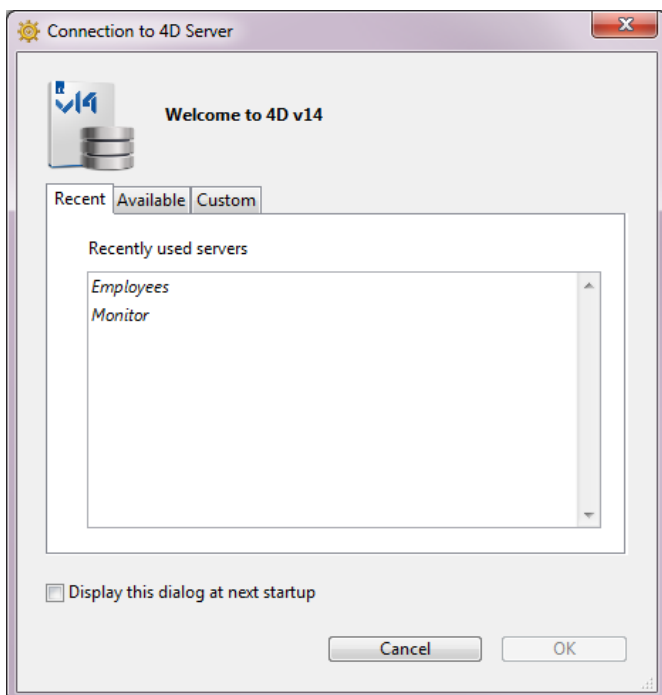 Connection to 4D Server
v14
Welcome to 4D v14
Recent Available Custom
Recently used servers
Employees
Monitor
Display this dialog at next startup
Cancel OK